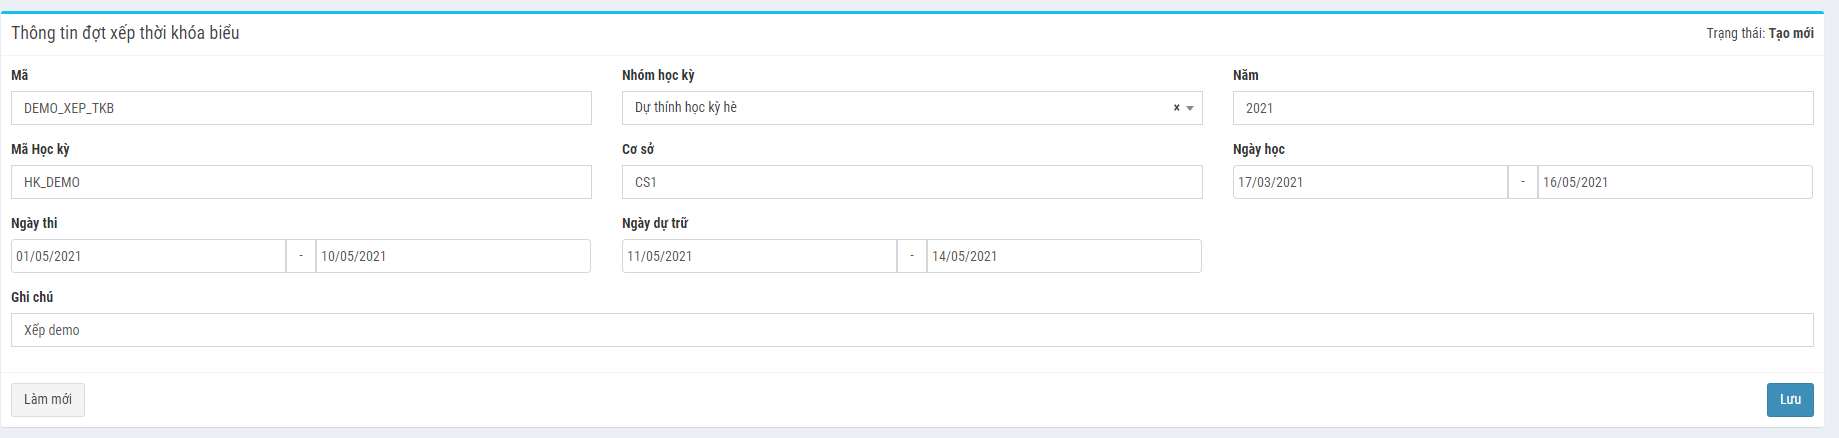 Thông tin đợt xếp thời khóa biểu
Trạng thái: Tạo mới
Mã
Nhóm học kỳ
Năm
DEMO_XEP_TKB
Dự thính học kỳ hè × 
2021
Mã Học kỳ
Cơ sở
Ngày học
HK_DEMO
CS1
17/03/2021 - 16/05/2021
Ngày thi
Ngày dự trữ
01/05/2021 - 10/05/2021
11/05/2021 - 14/05/2021
Ghi chú
Xếp demo
Làm mới
Lưu